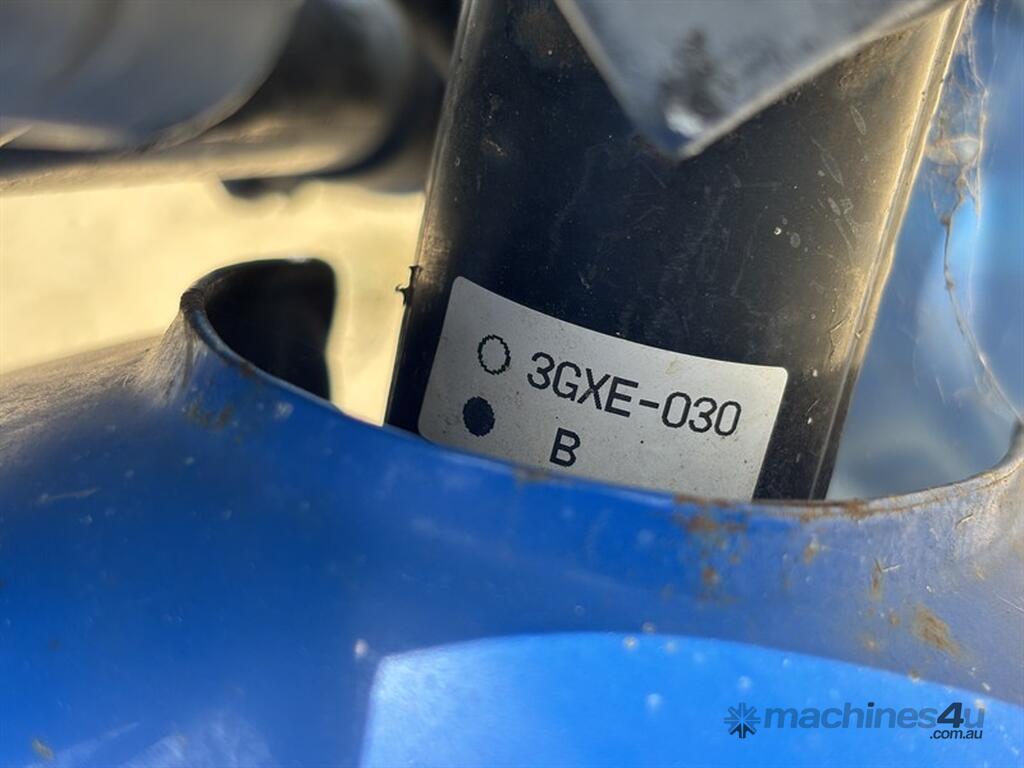 O 3GXE-030
● B
machines4u
.com.au